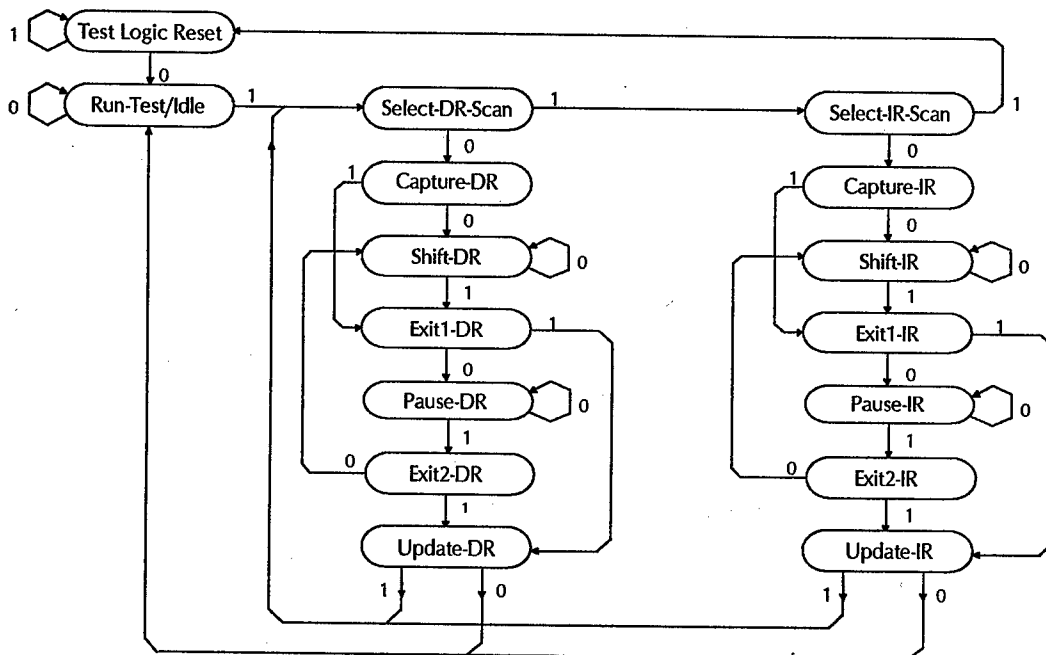 1 Test Logic Reset
0
0 Run-Test/Idle 1 Select-DR-Scan 1 Select-IR-Scan 1
0 0
1 Capture-DR 1 Capture-IR
0 0
Shift-DR 0 Shift-IR 0
1 1
Exit1-DR 1 Exit1-IR 1
0 0
Pause-DR 0 Pause-IR 0
1 1
0 Exit2-DR 0 Exit2-IR
1 1
Update-DR Update-IR
1 0 1 0